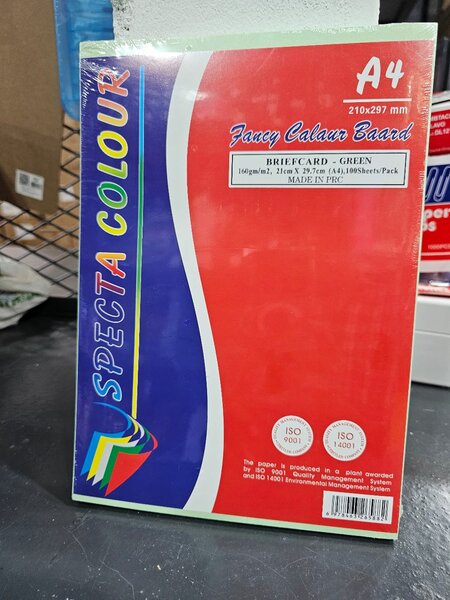 A4
210x297 mm
Fancy Calaur Baard
BRIEFCARD - GREEN
160gm/m2, 21cm X 29.7cm (A4),100Sheets/Pack
MADE IN PRC
SPECTA COLOUR
ISO
9001
ISO
14001
The paper is produced in a plant awarded
by ISO 9001 Quality Management System
and ISO 14001 Environmental Management System